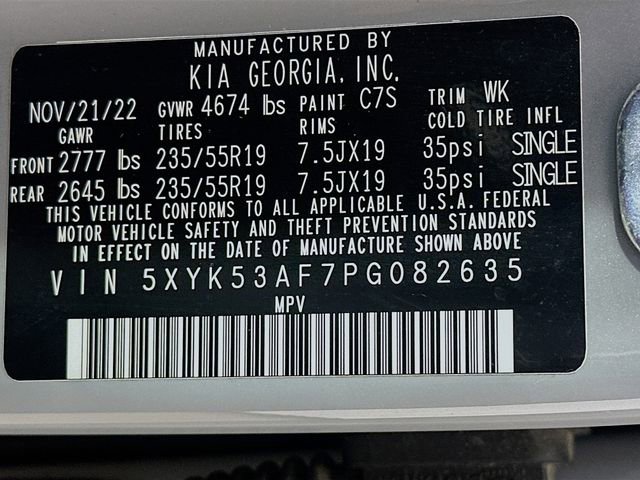 MANUFACTURED BY
KIA GEORGIA, INC.
NOV/21/22 GVWR 4674 lbs PAINT C7S TRIM WK
GAWR TIRES RIMS COLD TIRE INFL
FRONT 2777 lbs 235/55R19 7.5JX19 35psi SINGLE
REAR 2645 lbs 235/55R19 7.5JX19 35psi SINGLE
THIS VEHICLE CONFORMS TO ALL APPLICABLE U.S.A. FEDERAL
MOTOR VEHICLE SAFETY AND THEFT PREVENTION STANDARDS
IN EFFECT ON THE DATE OF MANUFACTURE SHOWN ABOVE
VIN 5XYK53AF7PG082635
MPV